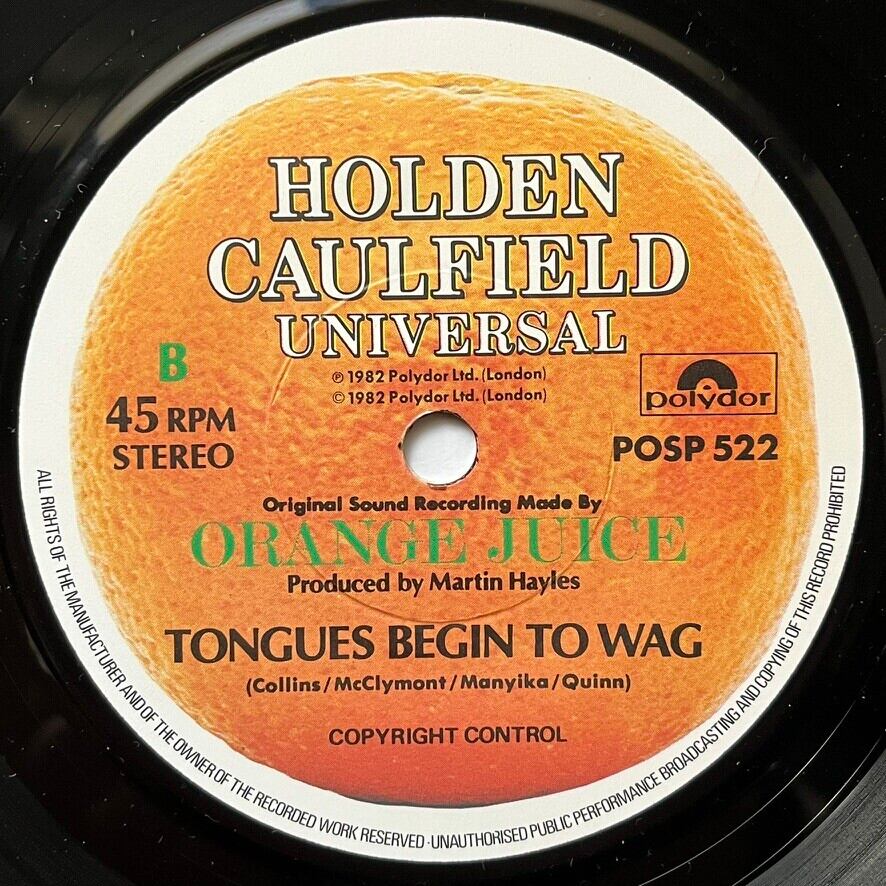 HOLDEN
CAULFIELD
UNIVERSAL
℗ 1982 Polydor Ltd. (London)
© 1982 Polydor Ltd. (London)
B
45 RPM
STEREO
polydor
POSP 522
Original Sound Recording Made By
ORANGE JUICE
Produced by Martin Hayles
TONGUES BEGIN TO WAG
(Collins/McClymont/Manyika/Quinn)
COPYRIGHT CONTROL
ALL RIGHTS OF THE MANUFACTURER AND OF THE OWNER OF THE RECORDED WORK RESERVED · UNAUTHORISED PUBLIC PERFORMANCE BROADCASTING AND COPYING OF THIS RECORD PROHIBITED